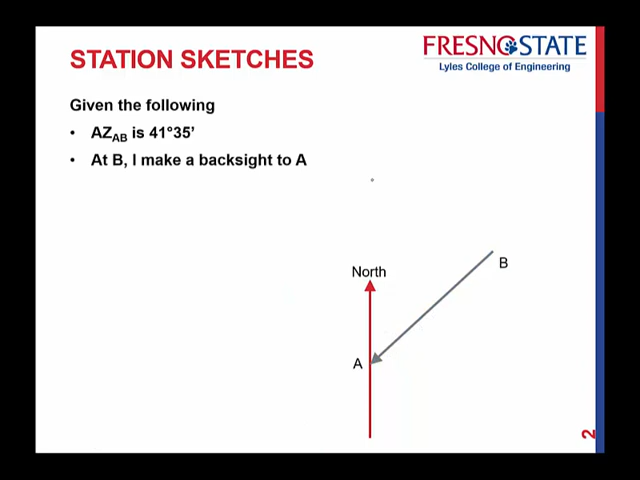 STATION SKETCHES
FRESNO STATE
Lyles College of Engineering
Given the following
• AZAB is 41°35’
• At B, I make a backsight to A
North
B
A
2